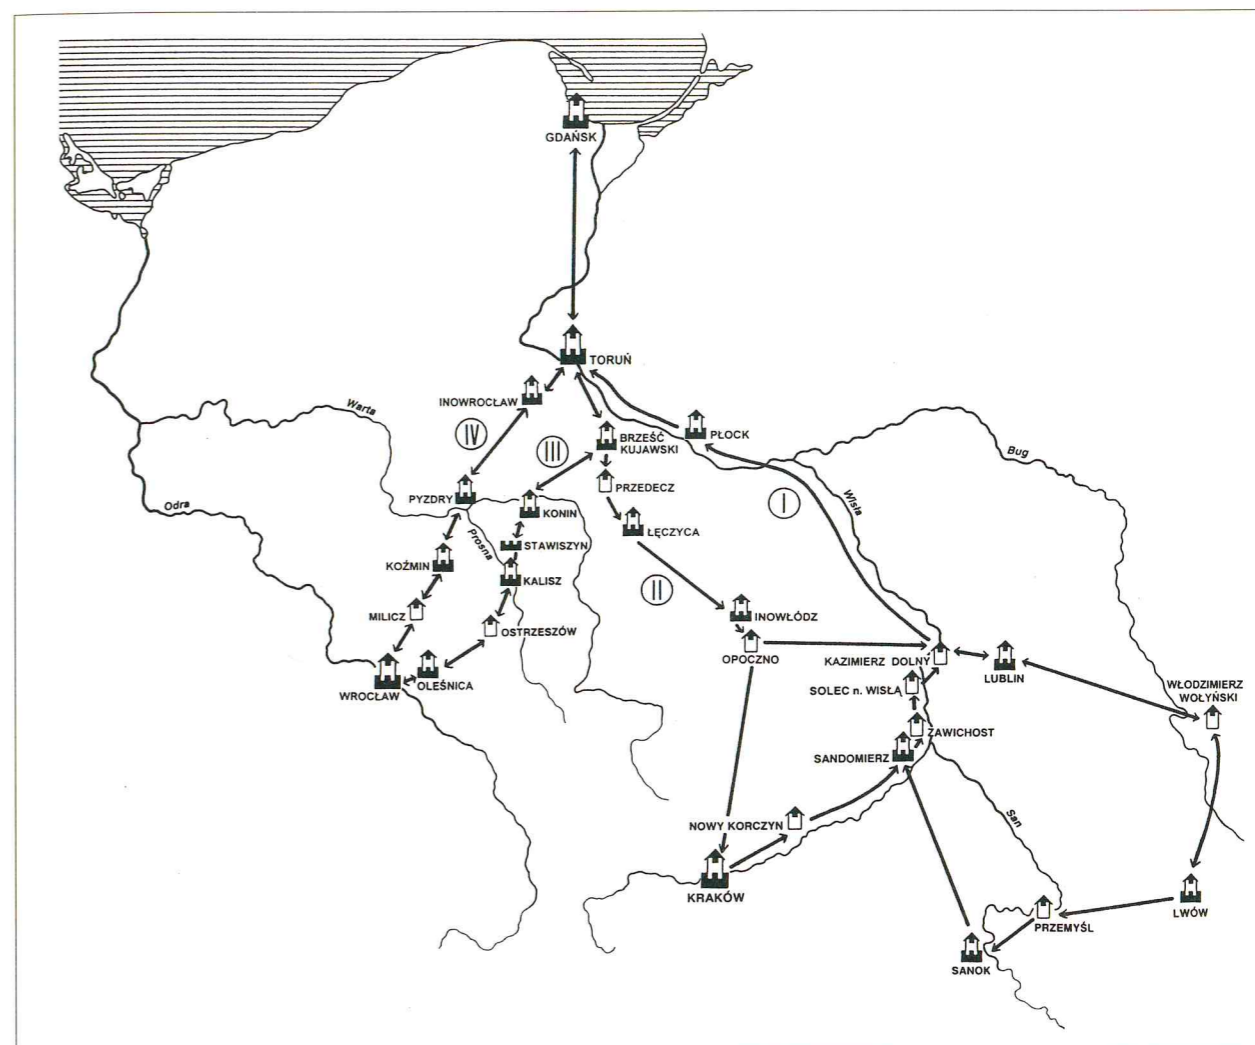 GDAŃSK
TORUŃ
INOWROCŁAW
Warta
IV
III
BRZEŚĆ
KUJAWSKI
PŁOCK
Bug
PYZDRY
PRZEDECZ
Wisła
I
Odra
KONIN
Prosna
STAWISZYN
ŁĘCZYCA
KOŹMIN
KALISZ
II
MILICZ
OSTRZESZÓW
INOWŁÓDZ
OPOCZNO
KAZIMIERZ DOLNY
LUBLIN
WROCŁAW
OLEŚNICA
SOLEC n. WISŁĄ
WŁODZIMIERZ
WOŁYŃSKI
ZAWICHOST
SANDOMIERZ
San
NOWY KORCZYN
KRAKÓW
PRZEMYŚL
LWÓW
SANOK